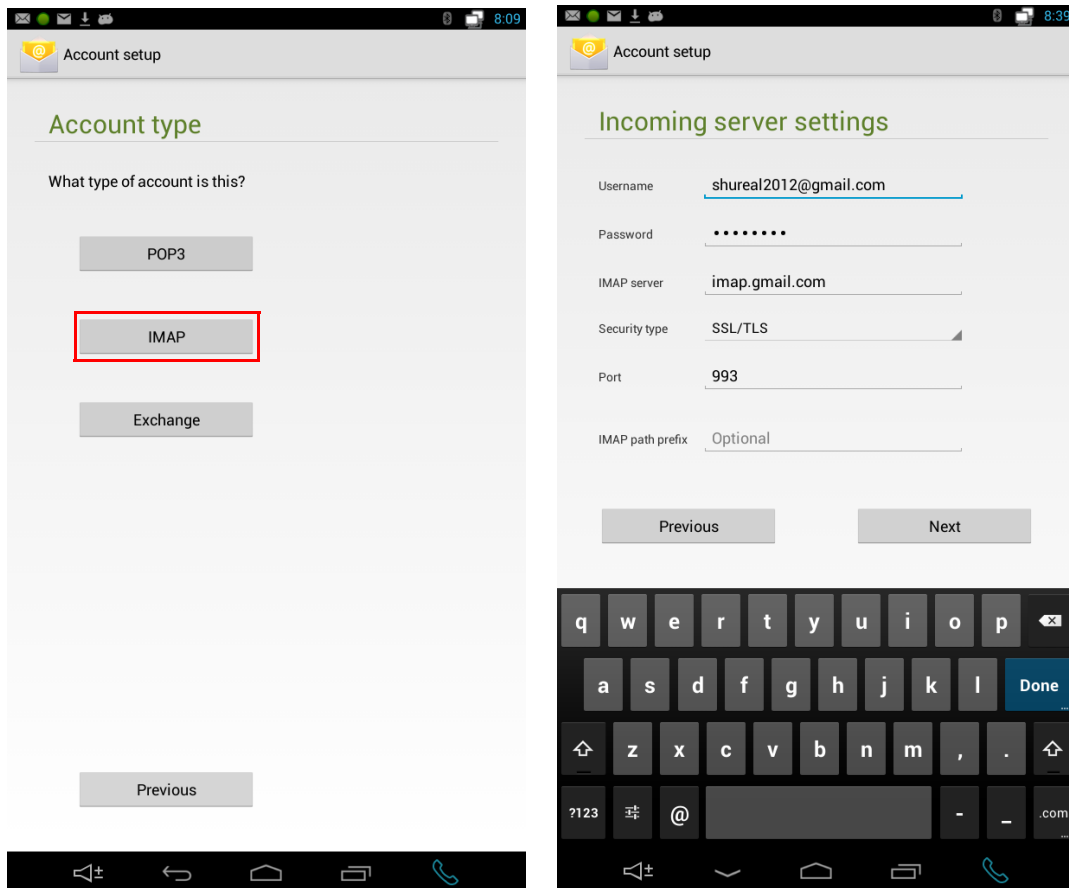 8:09
Account setup
Account type
What type of account is this?
POP3
IMAP
Exchange
Previous
8:39
Account setup
Incoming server settings
Username shureal2012@gmail.com
Password ••••••••
IMAP server imap.gmail.com
Security type SSL/TLS
Port 993
IMAP path prefix Optional
Previous Next
q w e r t y u i o p
a s d f g h j k l Done
z x c v b n m , .
?123 @ - _ .com